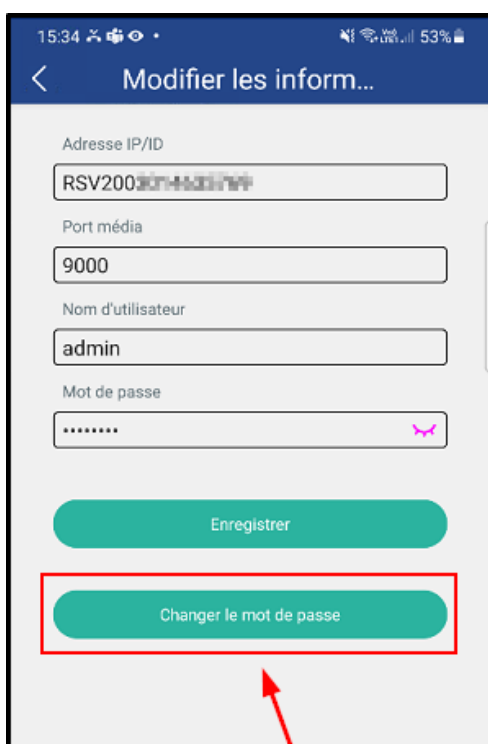 15:34 53%
Modifier les inform...
Adresse IP/ID
RSV200
Port média
9000
Nom d'utilisateur
admin
Mot de passe
••••••••
Enregistrer
Changer le mot de passe